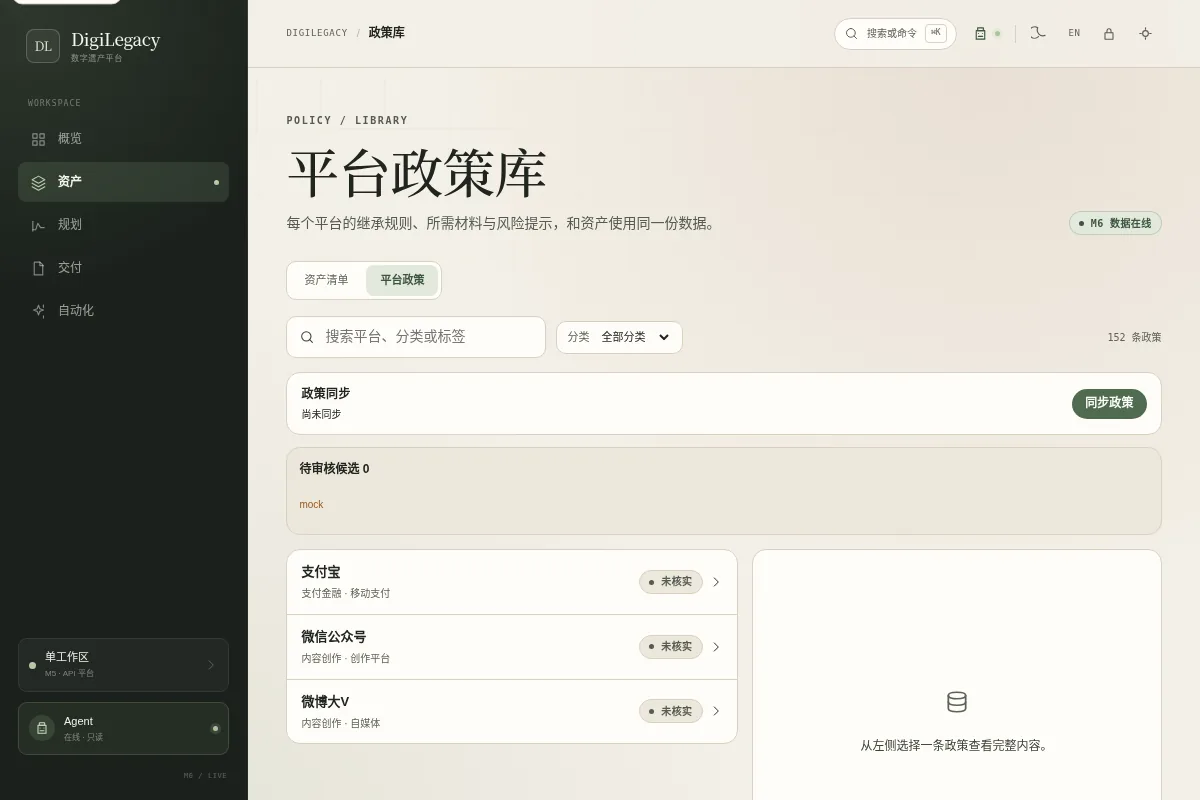 DL
DigiLegacy
数字遗产平台
WORKSPACE
概览
资产
规划
交付
自动化
单工作区
M5 · API 平台
Agent
在线 · 只读
M6 / LIVE
DIGILEGACY / 政策库
搜索或命令 ⌘K
EN
POLICY / LIBRARY
平台政策库
每个平台的继承规则、所需材料与风险提示，和资产使用同一份数据。
M6 数据在线
资产清单 平台政策
搜索平台、分类或标签
分类 全部分类
152 条政策
政策同步
尚未同步
同步政策
待审核候选 0
mock
支付宝
支付金融 · 移动支付
未核实
微信公众号
内容创作 · 创作平台
未核实
微博大V
内容创作 · 自媒体
未核实
从左侧选择一条政策查看完整内容。